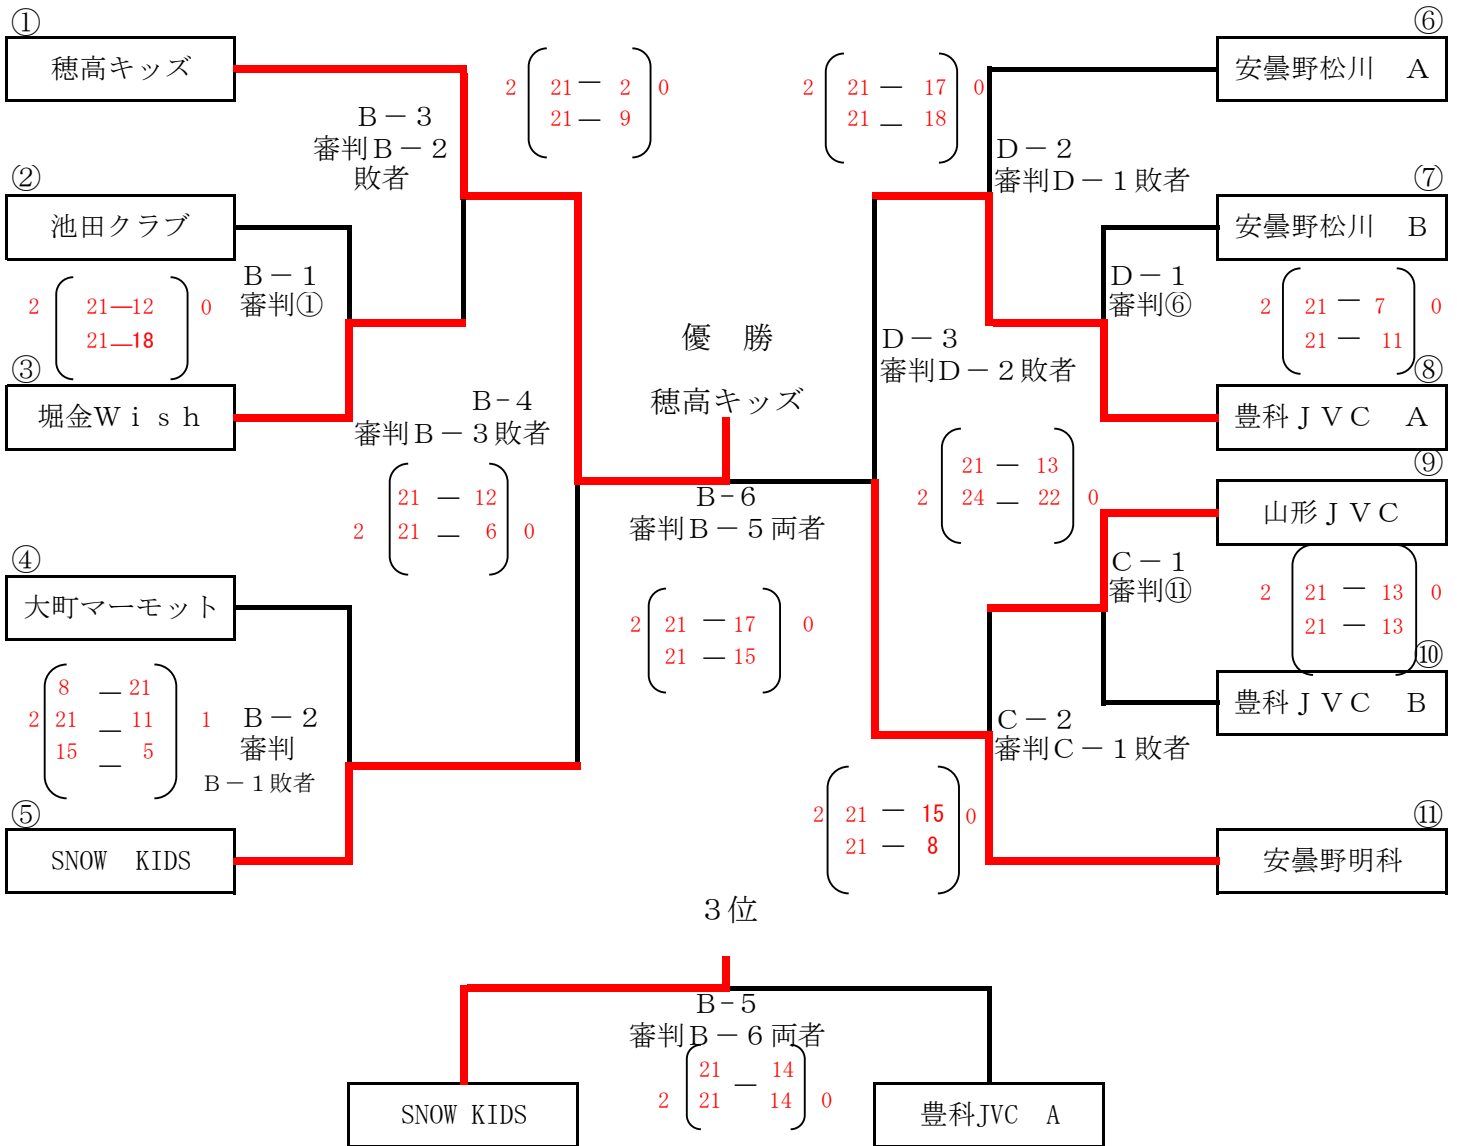 ①
穂高キッズ
B－3
審判B－2
敗者
2 21－ 2 0
21－ 9
②
池田クラブ
B－1
審判①
2 21―12 0
21―18
③
堀金Wｉｓｈ
B-4
審判B－3敗者
21 － 12
2 21 － 6 0
④
大町マーモット
8 －21
2 21 －11 1
15 － 5
B－2
審判
B－1敗者
⑤
SNOW KIDS
優 勝
穂高キッズ
B-6
審判B－5両者
2 21 －17 0
21 －15
⑥
安曇野松川 A
2 21 － 17 0
21 － 18
D－2
審判D－1敗者
⑦
安曇野松川 B
D－1
審判⑥
2 21 － 7 0
21 － 11
⑧
豊科ＪＶＣ A
D－3
審判D－2敗者
21 － 13
2 24 － 22 0
⑨
山形ＪＶＣ
C－1
審判⑪
2 21 － 13 0
21 － 13
⑩
豊科ＪＶＣ B
C－2
審判C－1敗者
2 21 － 15 0
21 － 8
⑪
安曇野明科
3位
B-5
審判B－6両者
21 － 14
2 21 14 0
SNOW KIDS
豊科JVC A